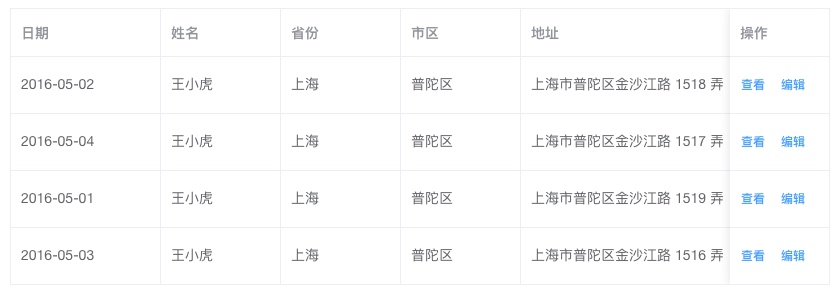 日期 姓名 省份 市区 地址 操作
2016-05-02 王小虎 上海 普陀区 上海市普陀区金沙江路 1518 弄 查看 编辑
2016-05-04 王小虎 上海 普陀区 上海市普陀区金沙江路 1517 弄 查看 编辑
2016-05-01 王小虎 上海 普陀区 上海市普陀区金沙江路 1519 弄 查看 编辑
2016-05-03 王小虎 上海 普陀区 上海市普陀区金沙江路 1516 弄 查看 编辑